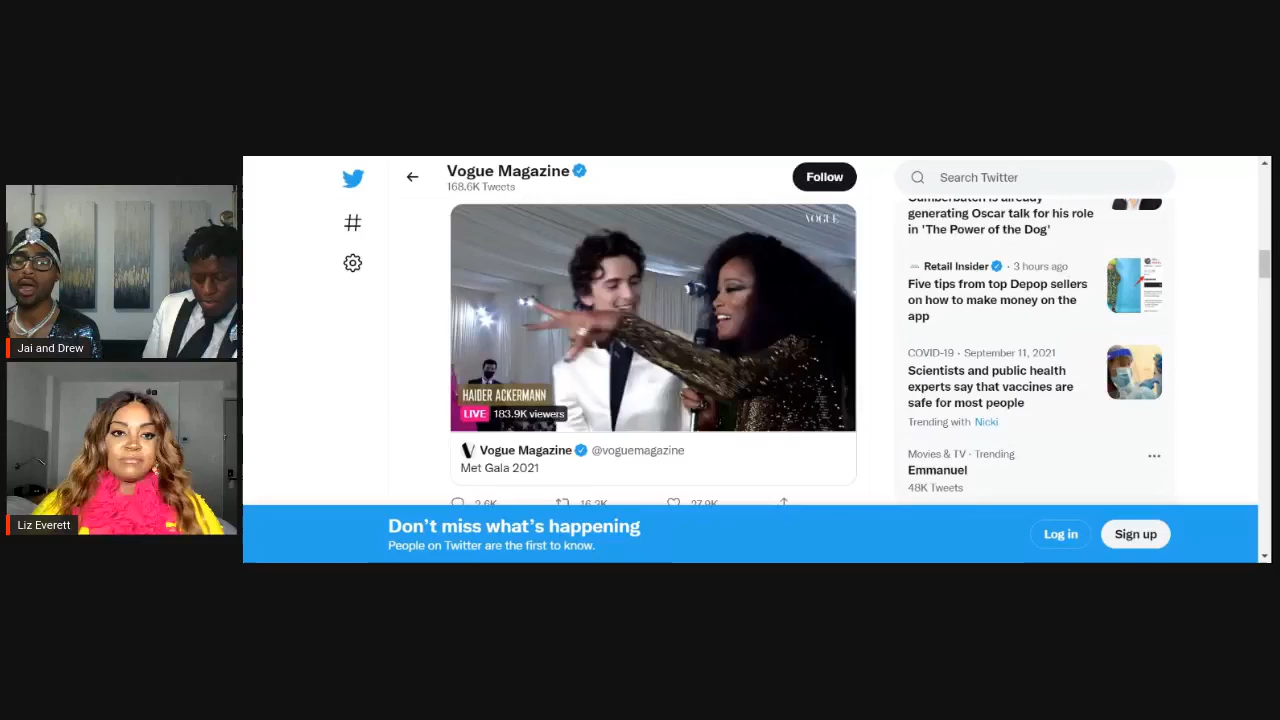 Jai and Drew
Liz Everett
Vogue Magazine
168.6K Tweets
Follow
VOGUE
HAIDER ACKERMANN
LIVE 183.9K viewers
Vogue Magazine @voguemagazine
Met Gala 2021
2.6K 16.3K 27.9K
Search Twitter
Cumberbatch is already
generating Oscar talk for his role
in 'The Power of the Dog'
Retail Insider · 3 hours ago
Five tips from top Depop sellers
on how to make money on the
app
COVID-19 · September 11, 2021
Scientists and public health
experts say that vaccines are
safe for most people
Trending with Nicki
Movies & TV · Trending
Emmanuel
48K Tweets
Don't miss what's happening
People on Twitter are the first to know.
Log in
Sign up